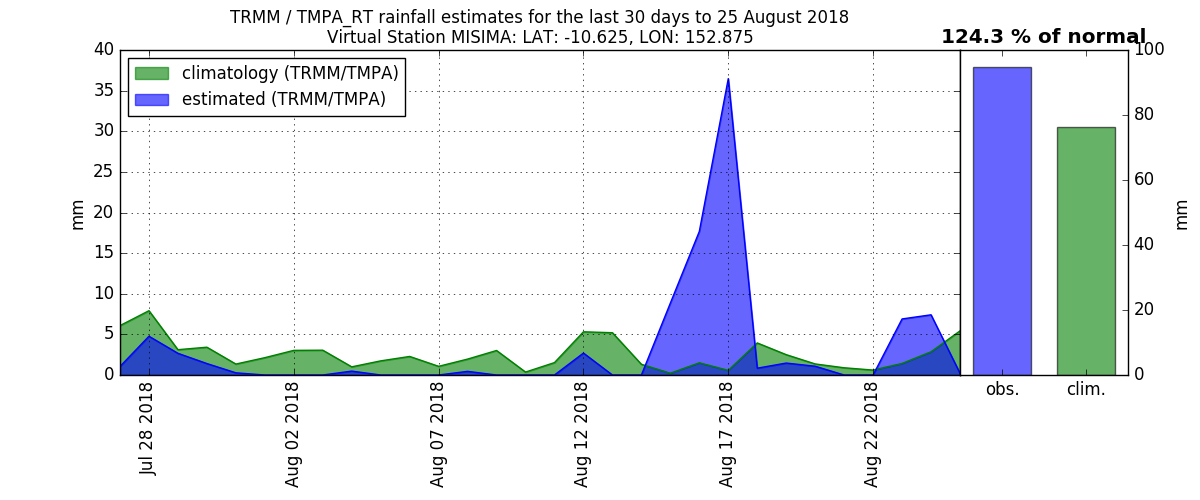 TRMM / TMPA_RT rainfall estimates for the last 30 days to 25 August 2018
Virtual Station MISIMA: LAT: -10.625, LON: 152.875
124.3 % of normal
climatology (TRMM/TMPA)
estimated (TRMM/TMPA)
mm
40
35
30
25
20
15
10
5
0
Jul 28 2018
Aug 02 2018
Aug 07 2018
Aug 12 2018
Aug 17 2018
Aug 22 2018
obs.
clim.
100
80
60
40
20
0
mm